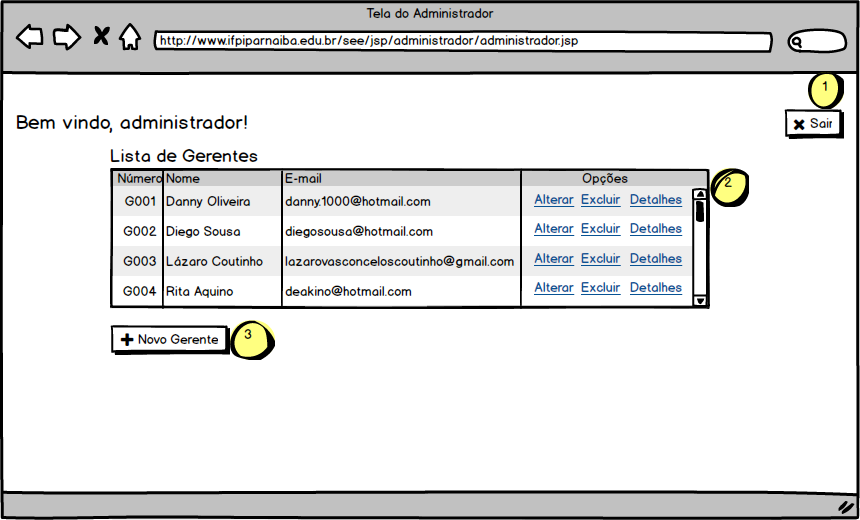 Tela do Administrador
http://www.ifpiparnaiba.edu.br/see/jsp/administrador/administrador.jsp
1
Bem vindo, administrador!
Sair
Lista de Gerentes
Número Nome E-mail Opções
2
G001 Danny Oliveira danny.1000@hotmail.com Alterar Excluir Detalhes
G002 Diego Sousa diegosousa@hotmail.com Alterar Excluir Detalhes
G003 Lázaro Coutinho lazarovasconceloscoutinho@gmail.com Alterar Excluir Detalhes
G004 Rita Aquino deakino@hotmail.com Alterar Excluir Detalhes
Novo Gerente
3